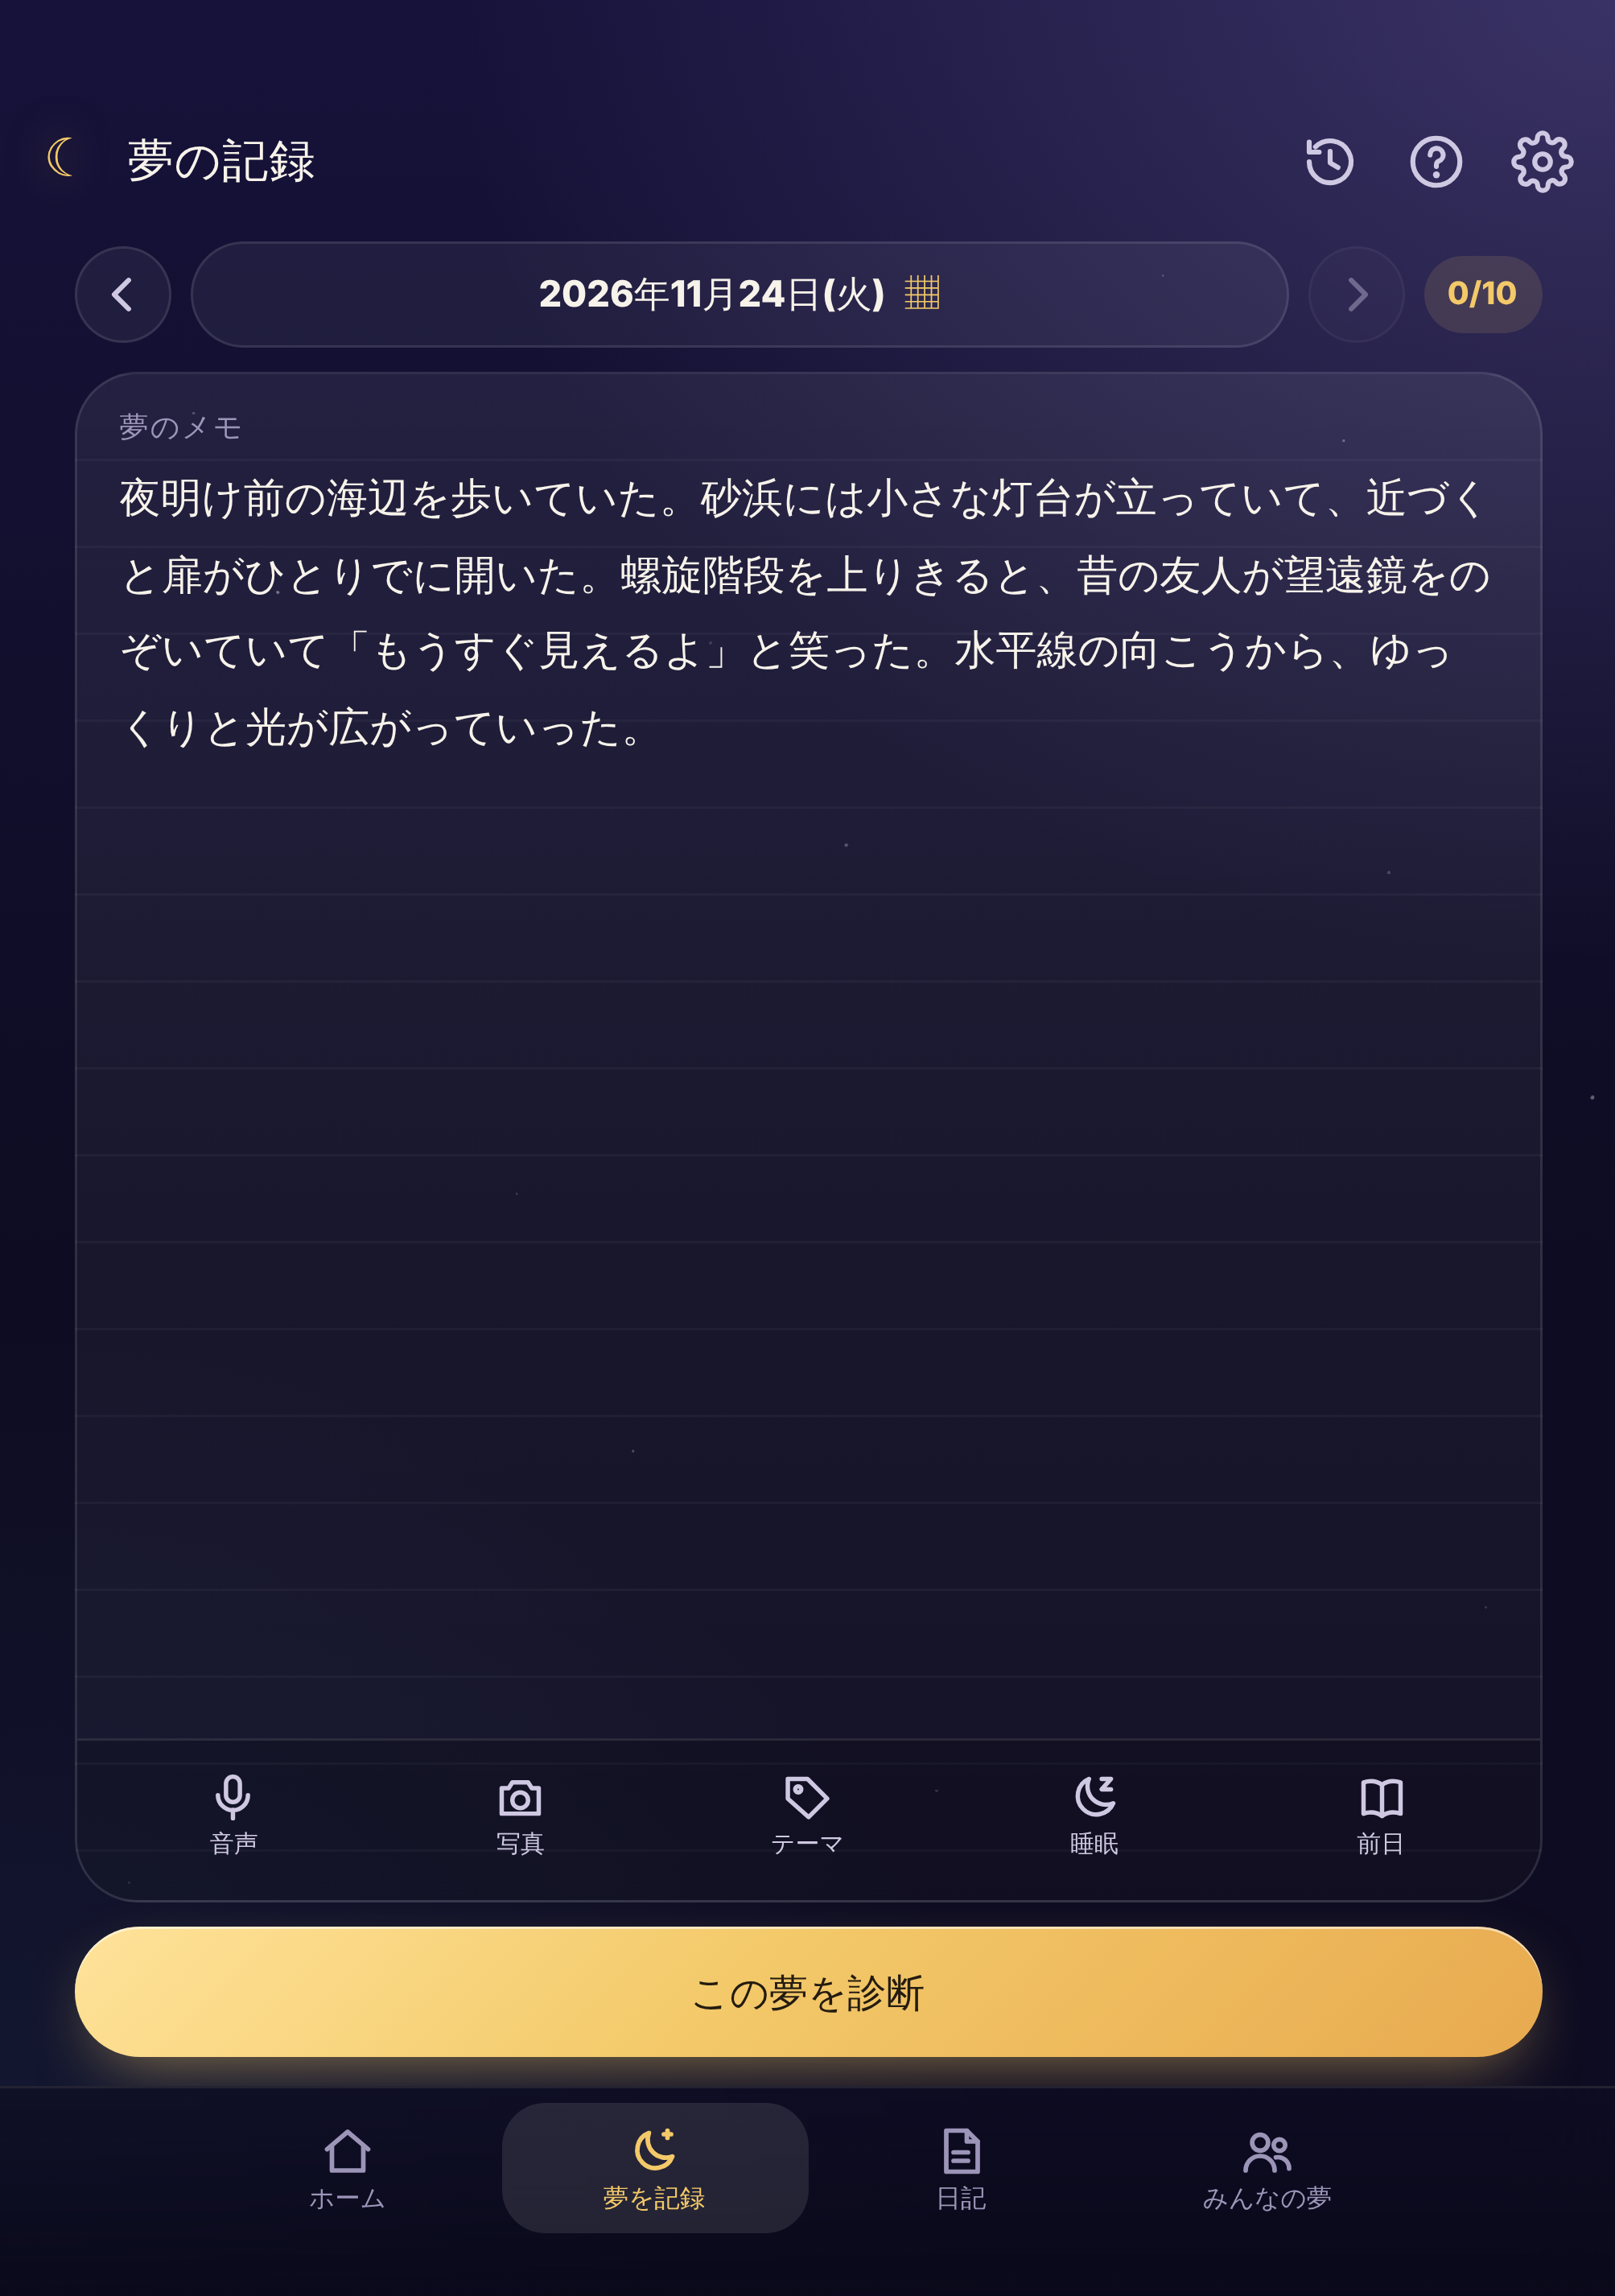 夢の記録
2026年11月24日(火)
0/10
夢のメモ
夜明け前の海辺を歩いていた。砂浜には小さな灯台が立っていて、近づく
と扉がひとりでに開いた。螺旋階段を上りきると、昔の友人が望遠鏡をの
ぞいていて「もうすぐ見えるよ」と笑った。水平線の向こうから、ゆっ
くりと光が広がっていった。
音声
写真
テーマ
睡眠
前日
この夢を診断
ホーム
夢を記録
日記
みんなの夢